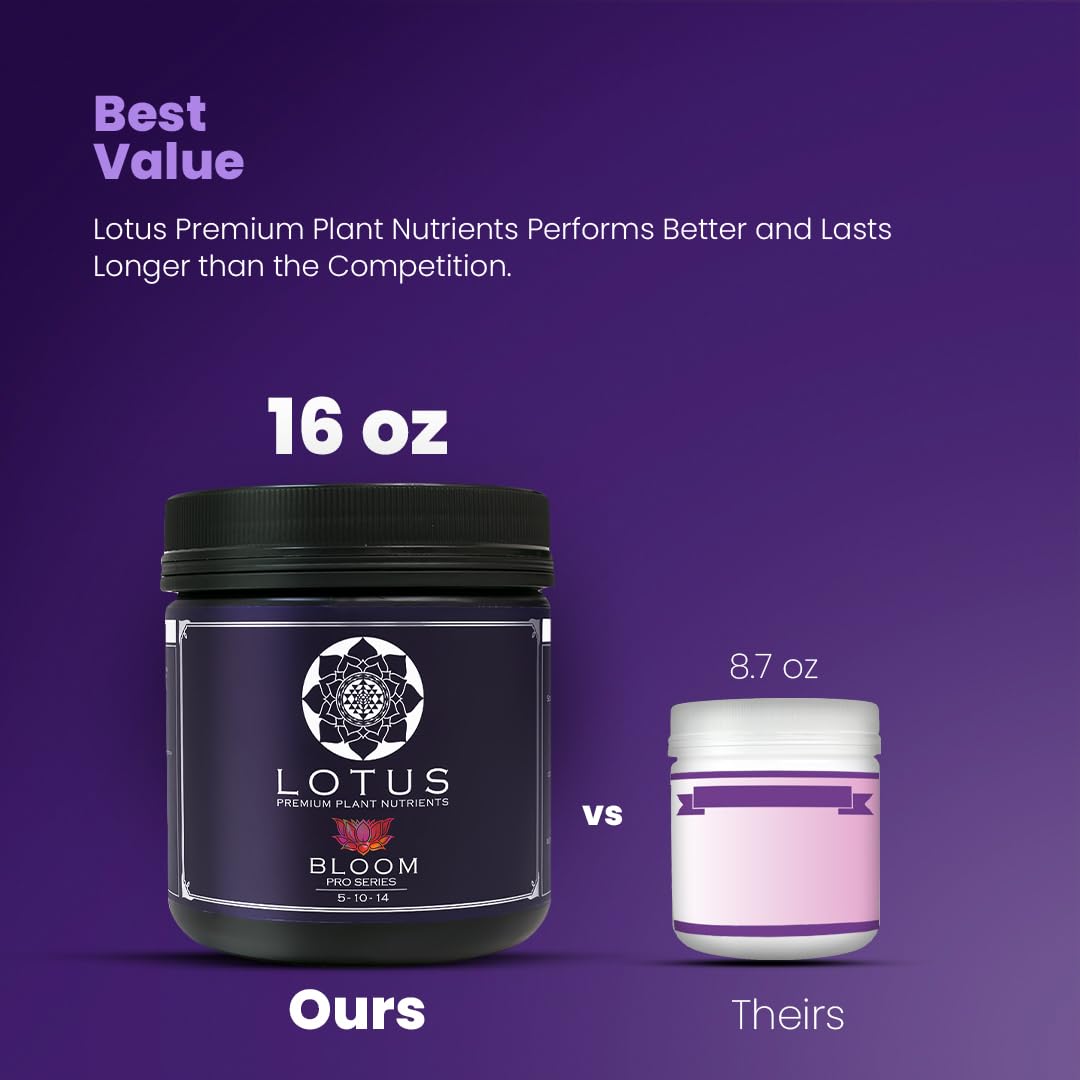 Best
Value
Lotus Premium Plant Nutrients Performs Better and Lasts
Longer than the Competition.
16 oz
8.7 oz
LOTUS
PREMIUM PLANT NUTRIENTS
BLOOM
PRO SERIES
5-10-14
vs
Ours
Theirs